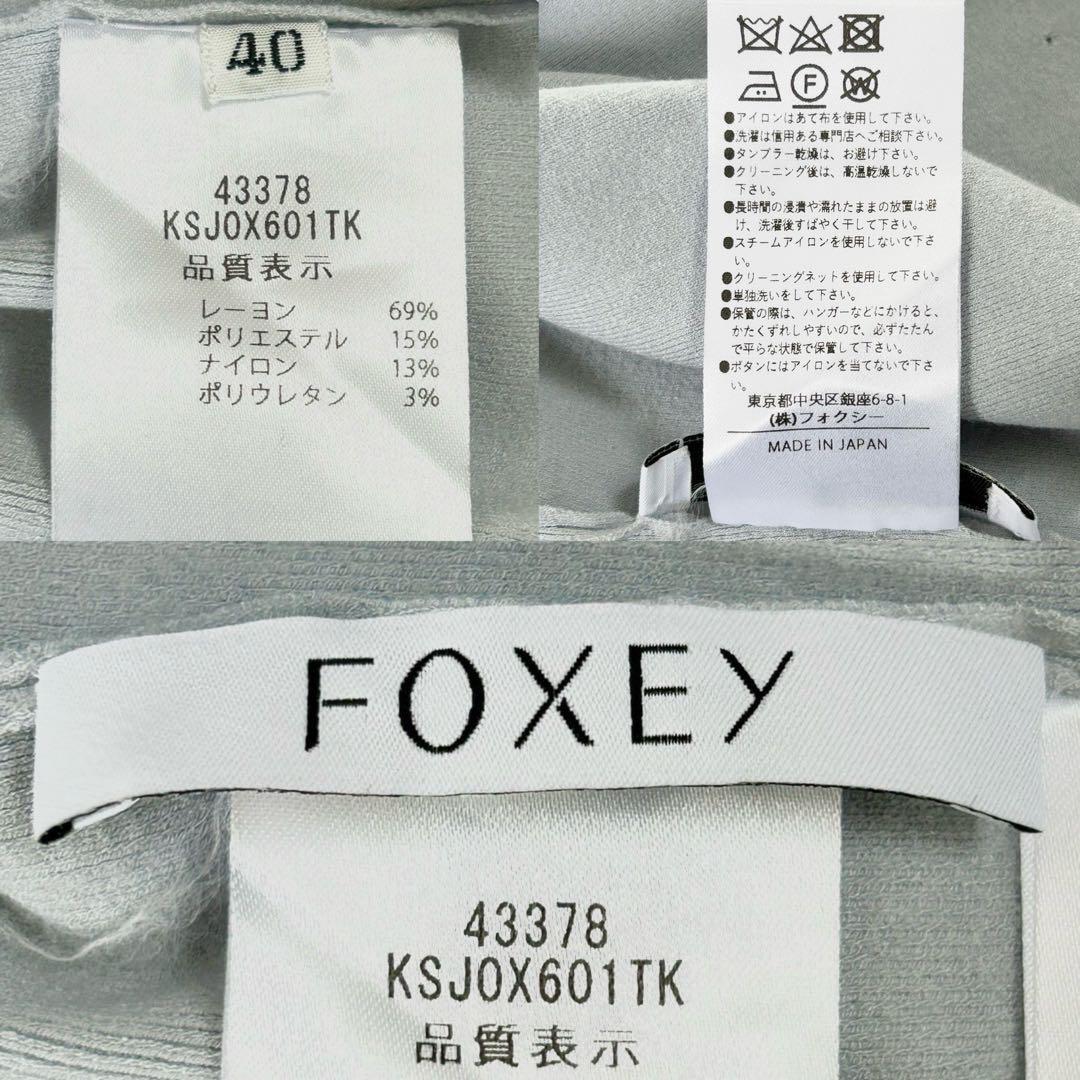 40
43378
KSJOX601TK
品質表示
レーヨン 69%
ポリエステル 15%
ナイロン 13%
ポリウレタン 3%
F
W
●アイロンはあて布を使用して下さい。
●洗濯は信用ある専門店へご相談下さい。
●タンブラー乾燥は、お避け下さい。
●クリーニング後は、高温乾燥しないで
下さい。
●長時間の浸漬や濡れたままの放置は避
け、洗濯後すばやく干して下さい。
●スチームアイロンを使用しないで下さ
い。
●クリーニングネットを使用して下さい。
●単独洗いをして下さい。
●保管の際は、ハンガーなどにかけると、
かたくずれしやすいので、必ずたたん
で平らな状態で保管して下さい。
●ボタンにはアイロンを当てないで下さ
い。
東京都中央区銀座6-8-1
(株)フォクシー
MADE IN JAPAN
FOXEY
43378
KSJOX601TK
品質表示